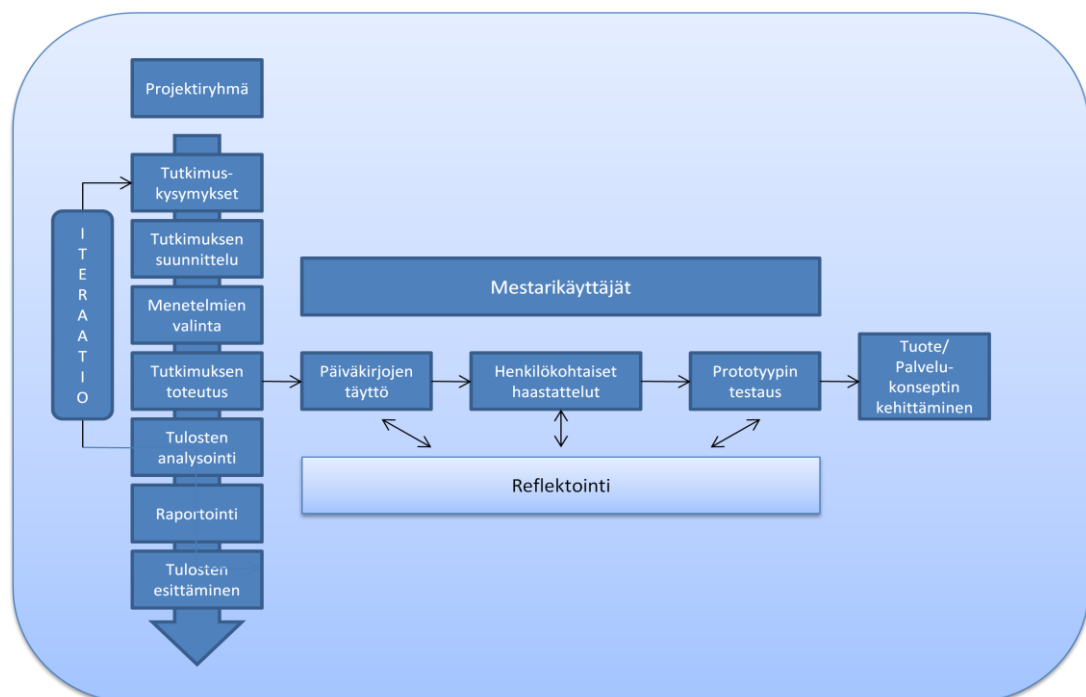 Projektiryhmä
Tutkimus-
kysymykset
ITERAATIO
Tutkimuksen
suunnittelu
Menetelmien
valinta
Tutkimuksen
toteutus
Tulosten
analysointi
Raportointi
Tulosten
esittäminen
Mestarikäyttäjät
Päiväkirjojen
täyttö
Henkilökohtaiset
haastattelut
Prototyypin
testaus
Tuote/
Palvelu-
konseptin
kehittäminen
Reflektointi